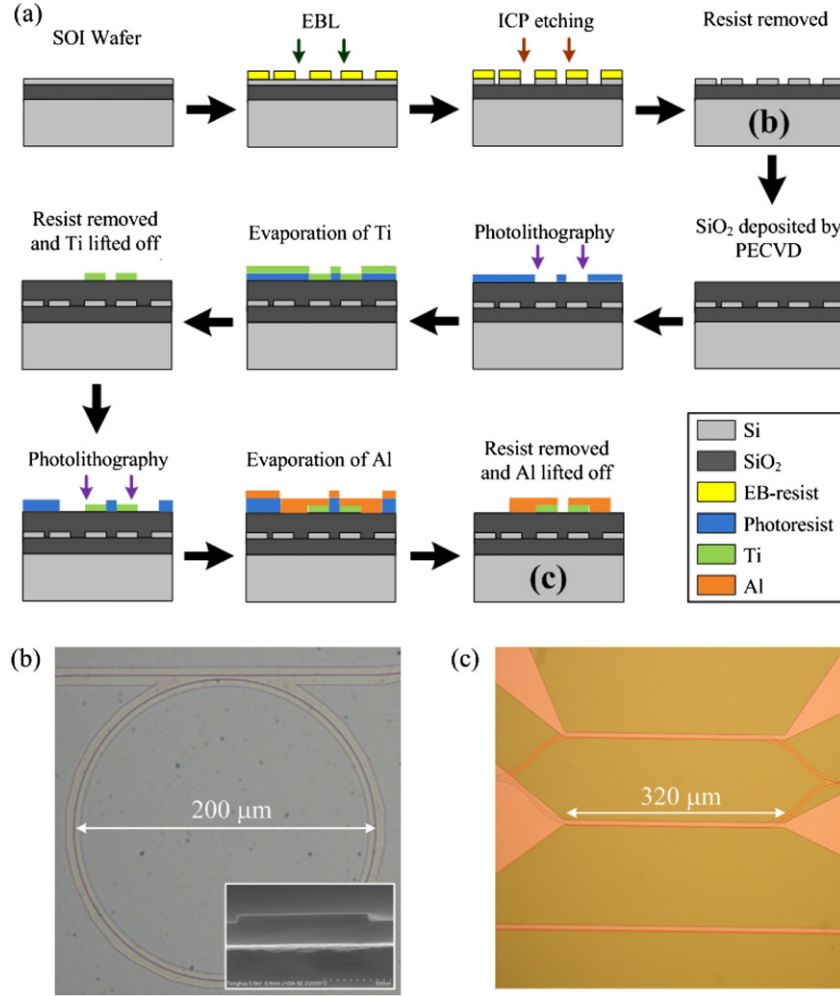 (a)
SOI Wafer
EBL
ICP etching
Resist removed
(b)
Resist removed
and Ti lifted off
Evaporation of Ti
Photolithography
SiO₂ deposited by
PECVD
Photolithography
Evaporation of Al
Resist removed
and Al lifted off
(c)
Si
SiO₂
EB-resist
Photoresist
Ti
Al
(b)
200 μm
(c)
320 μm